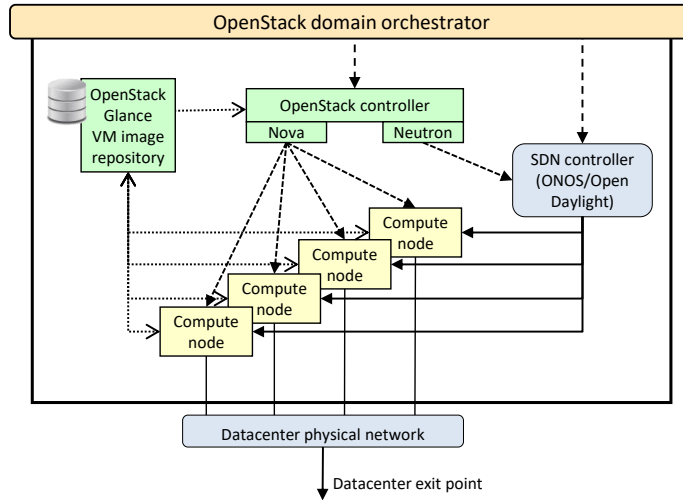 OpenStack domain orchestrator
OpenStack
Glance
VM image
repository
OpenStack controller
Nova
Neutron
SDN controller
(ONOS/Open
Daylight)
Compute
node
Compute
node
Compute
node
Compute
node
Datacenter physical network
Datacenter exit point